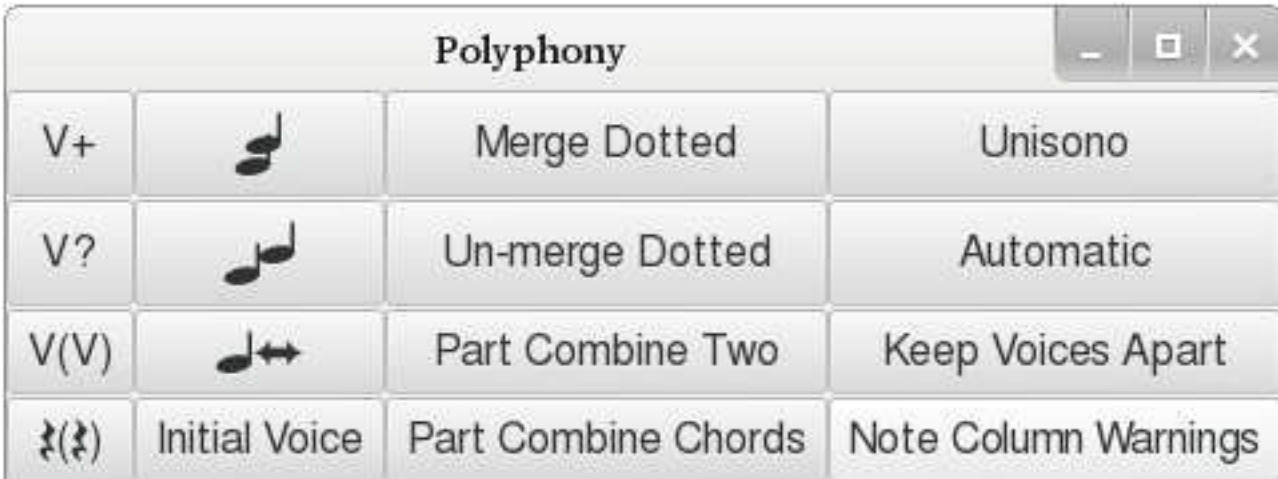 Polyphony
V+ Merge Dotted Unisono
V? Un-merge Dotted Automatic
V(V) Part Combine Two Keep Voices Apart
𝄽(𝄽) Initial Voice Part Combine Chords Note Column Warnings